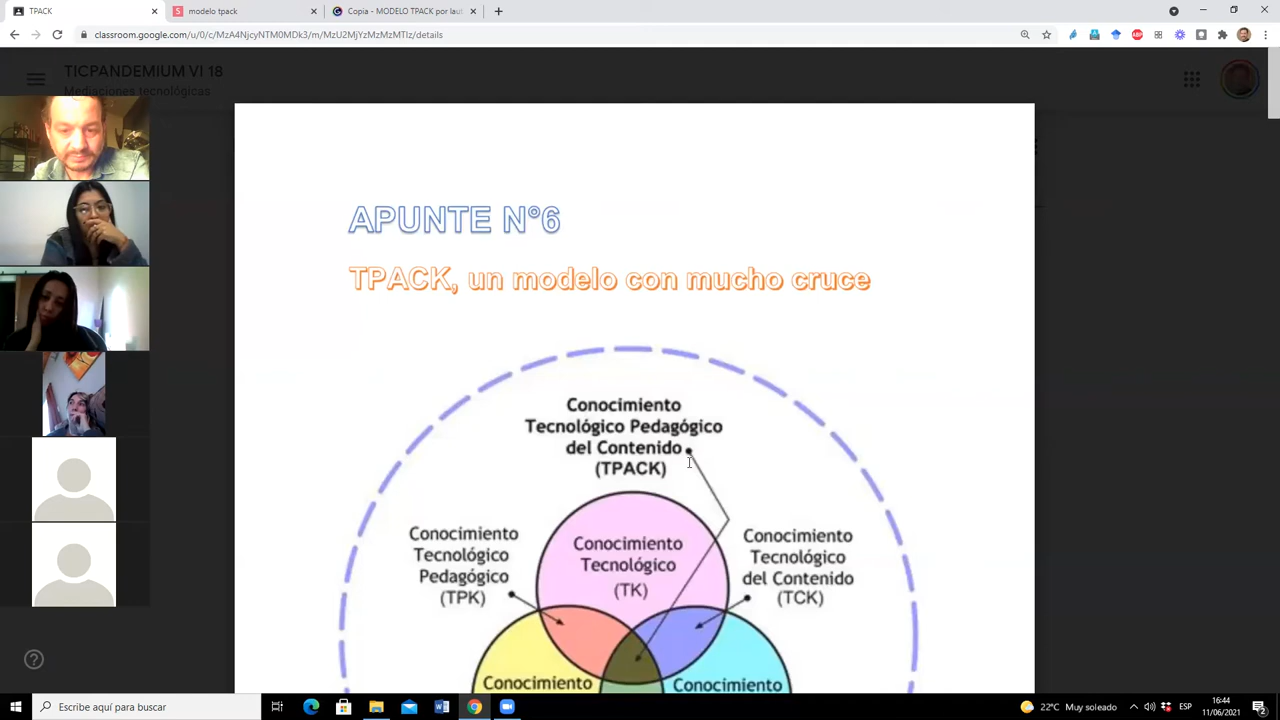 TPACK
modelo tpack
Copia - MODELO TPACK por laut
classroom.google.com/u/0/c/MzA4NjcyNTM0MDk3/m/MzU2MjYzMzMzMTIz/details
TICPANDEMIUM VI 18
Mediaciones tecnológicas
APUNTE N°6
TPACK, un modelo con mucho cruce
Conocimiento
Tecnológico Pedagógico
del Contenido
(TPACK)
Conocimiento
Tecnológico
Pedagógico
(TPK)
Conocimiento
Tecnológico
(TK)
Conocimiento
Tecnológico
del Contenido
(TCK)
Conocimiento
Conocimiento
Escribe aquí para buscar
22°C Muy soleado
ESP
16:44
11/06/2021
2